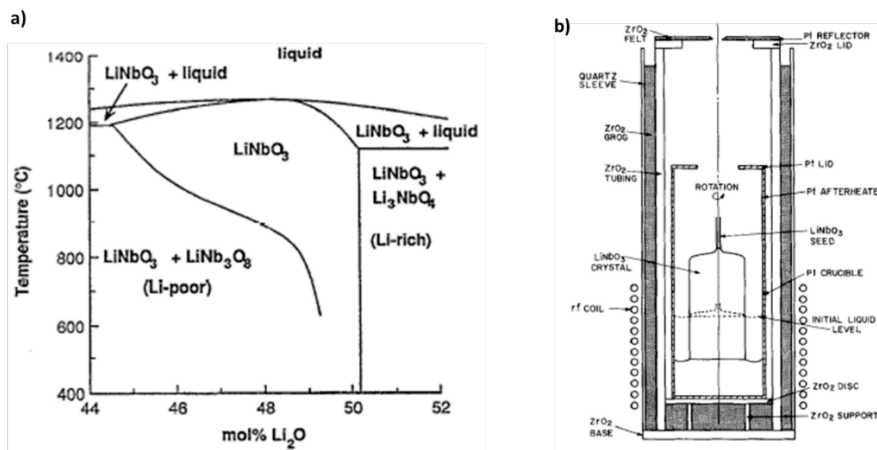 a)
liquid
LiNbO3 + liquid
LiNbO3
LiNbO3 + liquid
LiNbO3 +
Li3NbO4
(Li-rich)
LiNbO3 + LiNb3O8
(Li-poor)
Temperature (°C)
1400
1200
1000
800
600
400
44
46
48
50
52
mol% Li2O
b)
ZrO2
FELT
Pt REFLECTOR
ZrO2 LID
QUARTZ
SLEEVE
ZrO2
GROG
ZrO2
TUBING
Pt LID
ROTATION
Pt AFTERHEATE
LiNbO3
SEED
LiNbO3
CRYSTAL
Pt CRUCIBLE
rf COIL
INITIAL LIQUID
LEVEL
ZrO2 DISC
ZrO2 SUPPORT
ZrO2
BASE